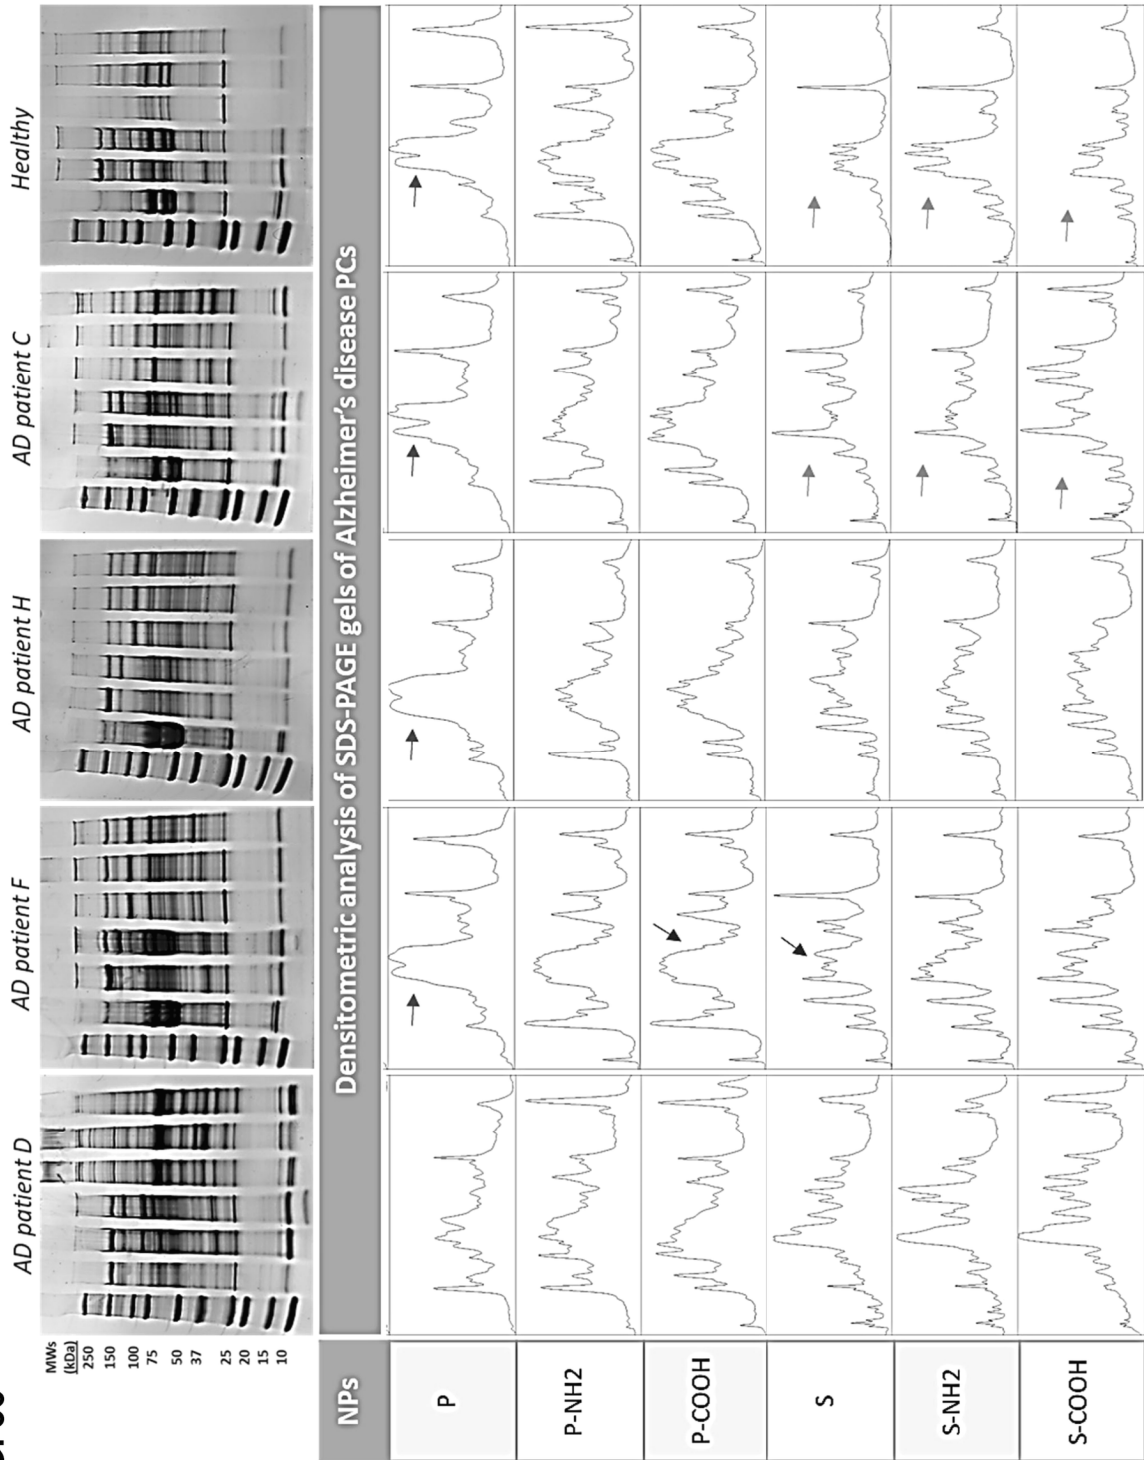 AD patient D
AD patient F
AD patient H
AD patient C
Healthy
MWs
(kDa)
250
150
100
75
50
37
25
20
15
10
NPs
Densitometric analysis of SDS-PAGE gels of Alzheimer's disease PCs
P
P-NH2
P-COOH
S
S-NH2
S-COOH